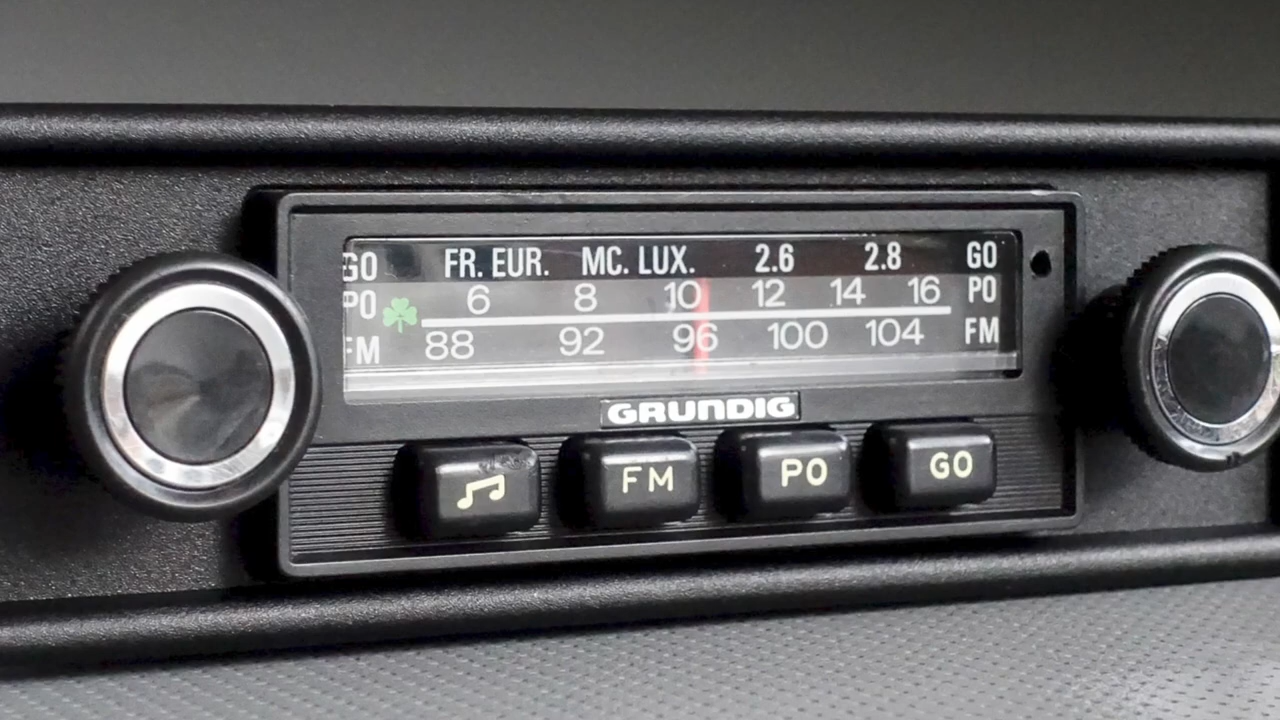 GO FR. EUR. MC. LUX. 2.6 2.8 GO
PO 6 8 10 12 14 16 PO
FM 88 92 96 100 104 FM
GRUNDIG
FM PO GO